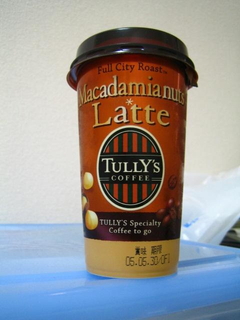 Full City Roast
Macadamia nuts
Latte
TULLY'S
COFFEE
TULLY'S Specialty
Coffee to go
賞味期限
05.05.30/OF1